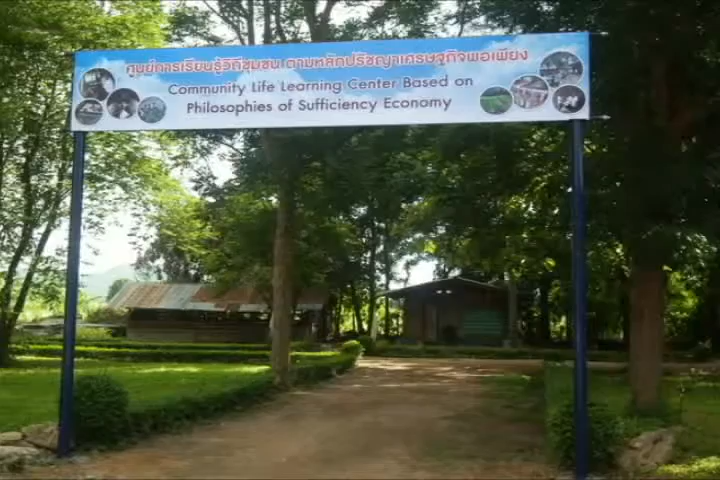 ศูนย์การเรียนรู้วิถีชุมชน ตามหลักปรัชญาเศรษฐกิจพอเพียง
Community Life Learning Center Based on
Philosophies of Sufficiency Economy